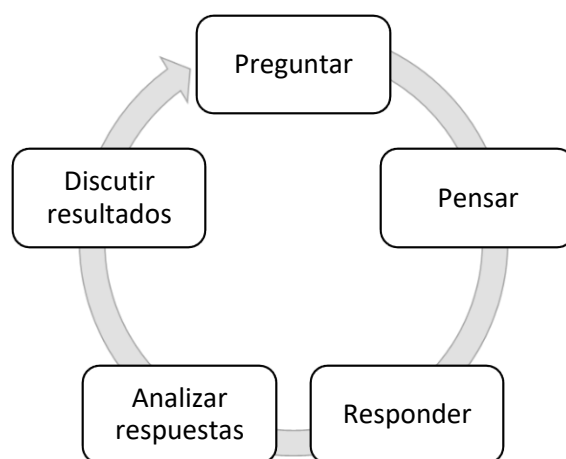 Preguntar
Pensar
Responder
Analizar
respuestas
Discutir
resultados